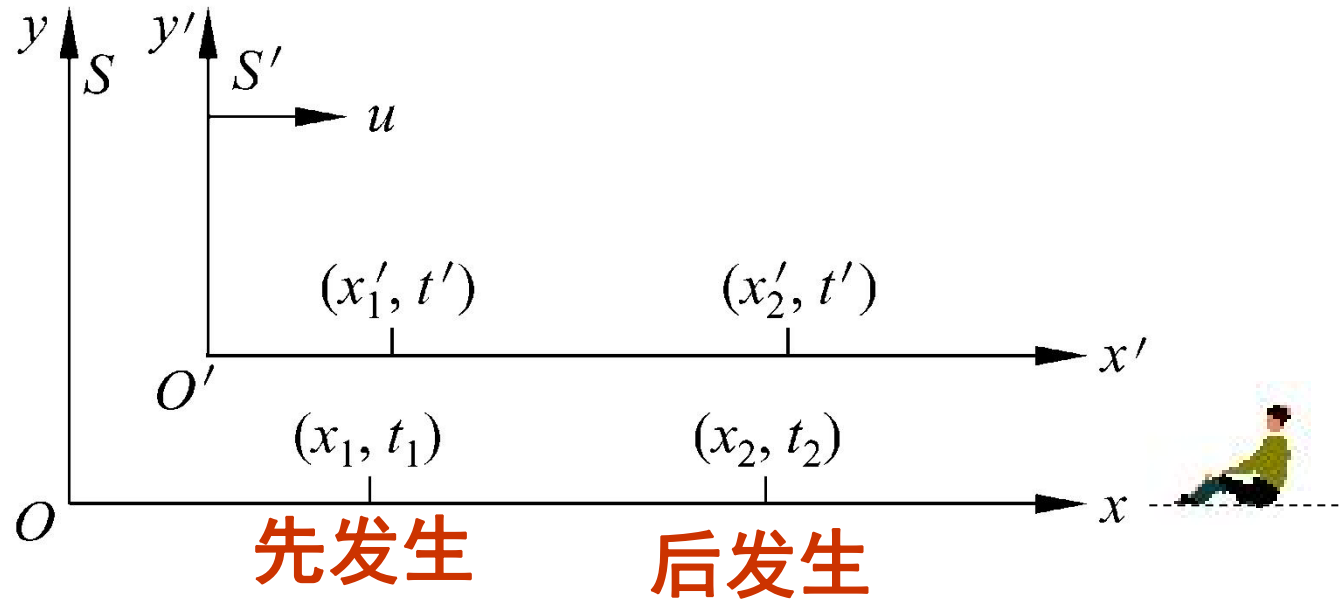 y y′
S S′
u
(x′₁, t′) (x′₂, t′)
x′
O′
(x₁, t₁) (x₂, t₂)
O x
先发生 后发生